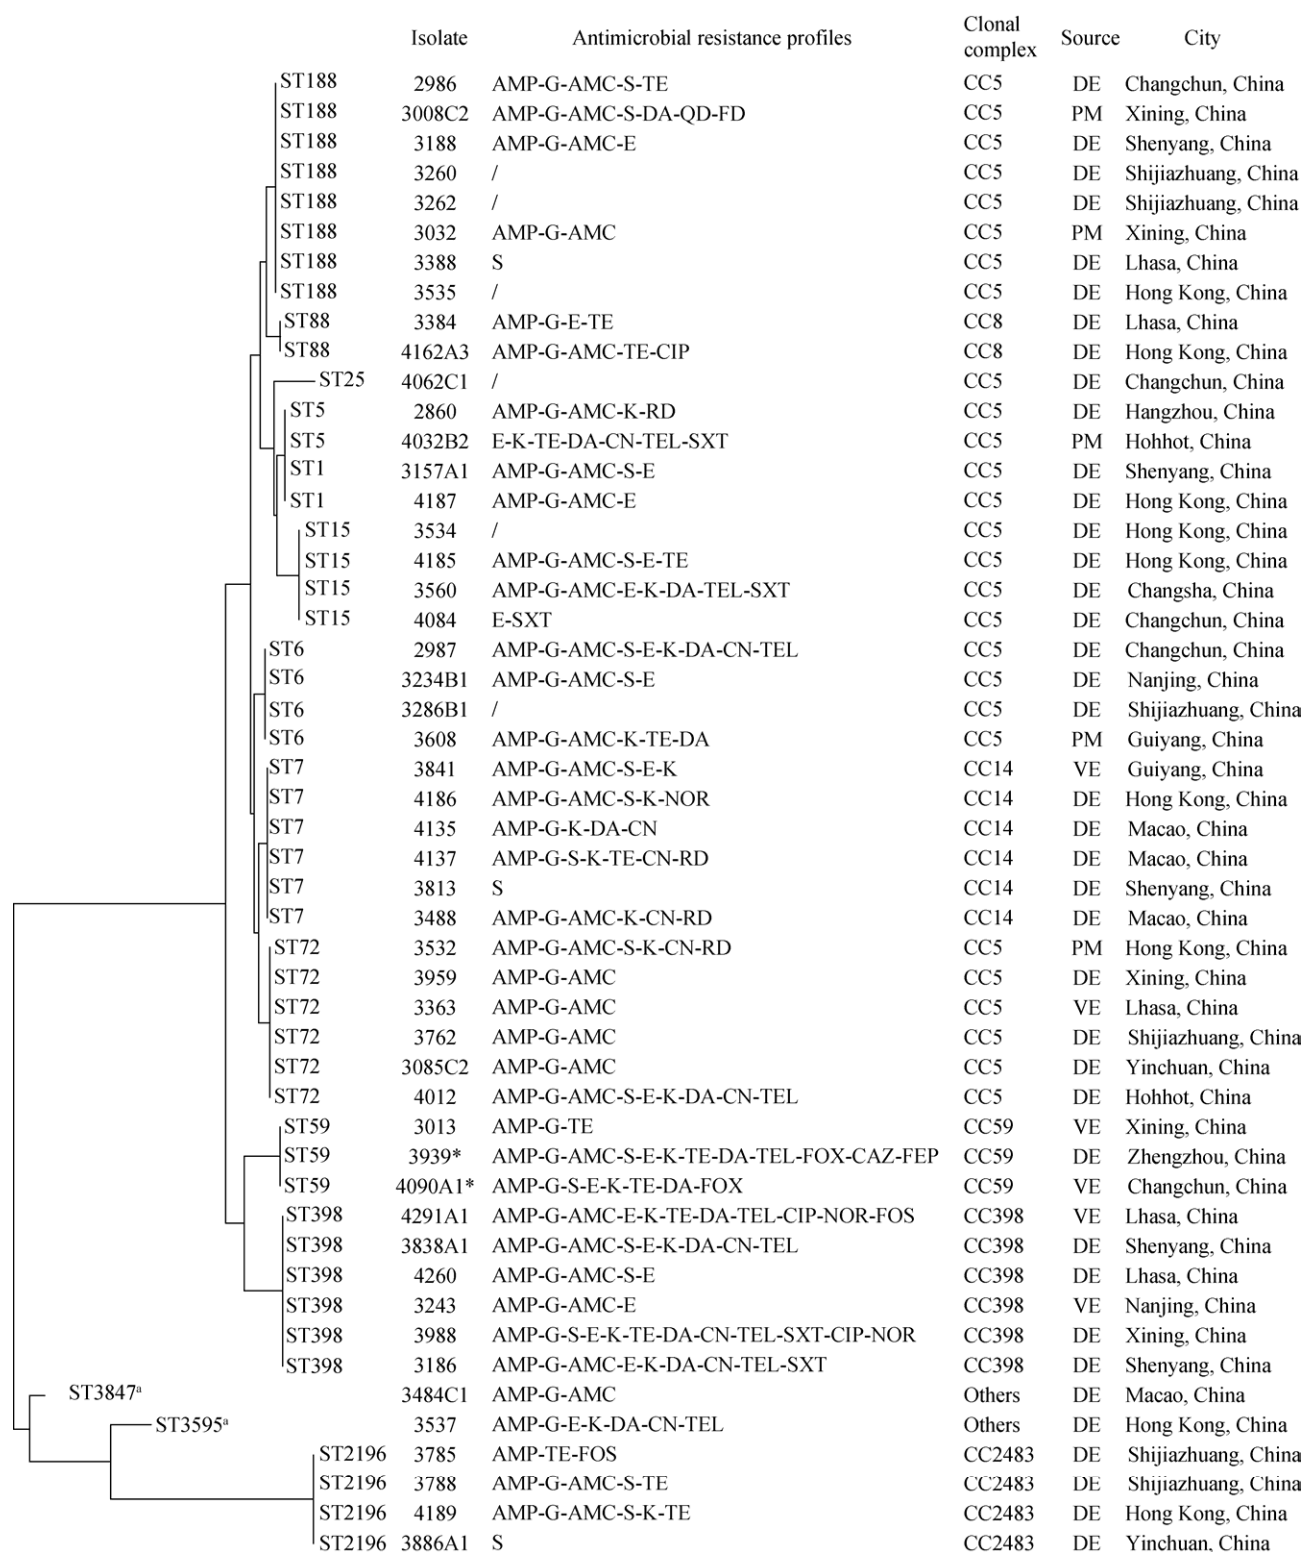 Isolate Antimicrobial resistance profiles Clonal complex Source City
ST188 2986 AMP-G-AMC-S-TE CC5 DE Changchun, China
ST188 3008C2 AMP-G-AMC-S-DA-QD-FD CC5 PM Xining, China
ST188 3188 AMP-G-AMC-E CC5 DE Shenyang, China
ST188 3260 / CC5 DE Shijiazhuang, China
ST188 3262 / CC5 DE Shijiazhuang, China
ST188 3032 AMP-G-AMC CC5 PM Xining, China
ST188 3388 S CC5 DE Lhasa, China
ST188 3535 / CC5 DE Hong Kong, China
ST88 3384 AMP-G-E-TE CC8 DE Lhasa, China
ST88 4162A3 AMP-G-AMC-TE-CIP CC8 DE Hong Kong, China
ST25 4062C1 / CC5 DE Changchun, China
ST5 2860 AMP-G-AMC-K-RD CC5 DE Hangzhou, China
ST5 4032B2 E-K-TE-DA-CN-TEL-SXT CC5 PM Hohhot, China
ST1 3157A1 AMP-G-AMC-S-E CC5 DE Shenyang, China
ST1 4187 AMP-G-AMC-E CC5 DE Hong Kong, China
ST15 3534 / CC5 DE Hong Kong, China
ST15 4185 AMP-G-AMC-S-E-TE CC5 DE Hong Kong, China
ST15 3560 AMP-G-AMC-E-K-DA-TEL-SXT CC5 DE Changsha, China
ST15 4084 E-SXT CC5 DE Changchun, China
ST6 2987 AMP-G-AMC-S-E-K-DA-CN-TEL CC5 DE Changchun, China
ST6 3234B1 AMP-G-AMC-S-E CC5 DE Nanjing, China
ST6 3286B1 / CC5 DE Shijiazhuang, China
ST6 3608 AMP-G-AMC-K-TE-DA CC5 PM Guiyang, China
ST7 3841 AMP-G-AMC-S-E-K CC14 VE Guiyang, China
ST7 4186 AMP-G-AMC-S-K-NOR CC14 DE Hong Kong, China
ST7 4135 AMP-G-K-DA-CN CC14 DE Macao, China
ST7 4137 AMP-G-S-K-TE-CN-RD CC14 DE Macao, China
ST7 3813 S CC14 DE Shenyang, China
ST7 3488 AMP-G-AMC-K-CN-RD CC14 DE Macao, China
ST72 3532 AMP-G-AMC-S-K-CN-RD CC5 PM Hong Kong, China
ST72 3959 AMP-G-AMC CC5 DE Xining, China
ST72 3363 AMP-G-AMC CC5 VE Lhasa, China
ST72 3762 AMP-G-AMC CC5 DE Shijiazhuang, China
ST72 3085C2 AMP-G-AMC CC5 DE Yinchuan, China
ST72 4012 AMP-G-AMC-S-E-K-DA-CN-TEL CC5 DE Hohhot, China
ST59 3013 AMP-G-TE CC59 VE Xining, China
ST59 3939* AMP-G-AMC-S-E-K-TE-DA-TEL-FOX-CAZ-FEP CC59 DE Zhengzhou, China
ST59 4090A1* AMP-G-S-E-K-TE-DA-FOX CC59 VE Changchun, China
ST398 4291A1 AMP-G-AMC-E-K-TE-DA-TEL-CIP-NOR-FOS CC398 VE Lhasa, China
ST398 3838A1 AMP-G-AMC-S-E-K-DA-CN-TEL CC398 DE Shenyang, China
ST398 4260 AMP-G-AMC-S-E CC398 DE Lhasa, China
ST398 3243 AMP-G-AMC-E CC398 VE Nanjing, China
ST398 3988 AMP-G-S-E-K-TE-DA-CN-TEL-SXT-CIP-NOR CC398 DE Xining, China
ST398 3186 AMP-G-AMC-E-K-DA-CN-TEL-SXT CC398 DE Shenyang, China
ST3847ª 3484C1 AMP-G-AMC Others DE Macao, China
ST3595ª 3537 AMP-G-E-K-DA-CN-TEL Others DE Hong Kong, China
ST2196 3785 AMP-TE-FOS CC2483 DE Shijiazhuang, China
ST2196 3788 AMP-G-AMC-S-TE CC2483 DE Shijiazhuang, China
ST2196 4189 AMP-G-AMC-S-K-TE CC2483 DE Hong Kong, China
ST2196 3886A1 S CC2483 DE Yinchuan, China